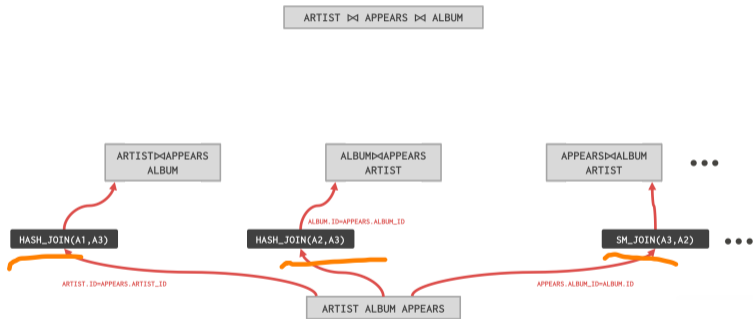 ARTIST ⋈ APPEARS ⋈ ALBUM
ARTIST⋈APPEARS
ALBUM
ALBUM⋈APPEARS
ARTIST
APPEARS⋈ALBUM
ARTIST
•••
ALBUM.ID=APPEARS.ALBUM_ID
HASH_JOIN(A1,A3)
HASH_JOIN(A2,A3)
SM_JOIN(A3,A2)
•••
ARTIST.ID=APPEARS.ARTIST_ID
APPEARS.ALBUM_ID=ALBUM.ID
ARTIST ALBUM APPEARS